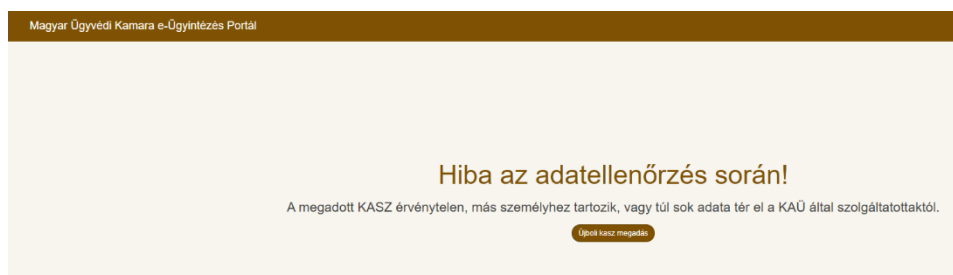 Magyar Ügyvédi Kamara e-Ügyintézés Portál
Hiba az adatellenőrzés során!
A megadott KASZ érvénytelen, más személyhez tartozik, vagy túl sok adata tér el a KAÜ által szolgáltatottaktól.
Újboli kasz megadás